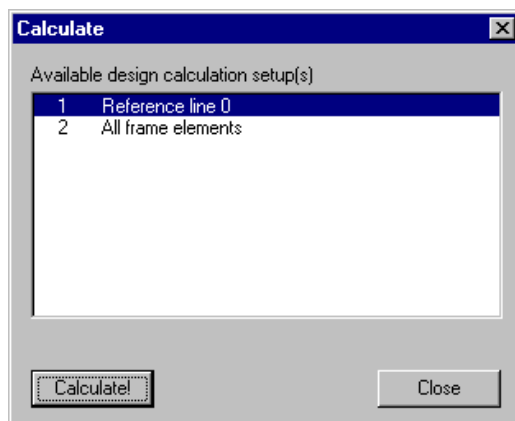 Calculate
Available design calculation setup(s)
1 Reference line 0
2 All frame elements
Calculate! Close